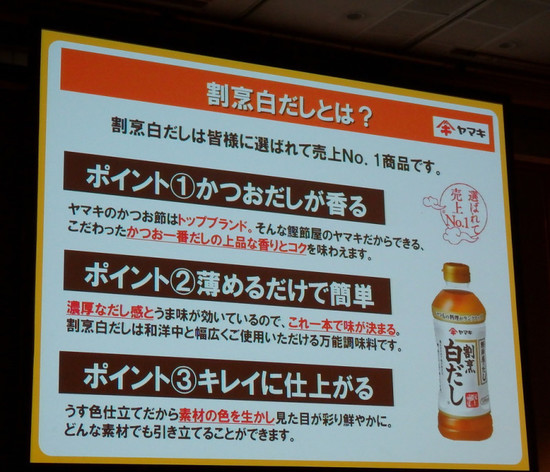 割烹白だしとは？
ヤマキ
割烹白だしは皆様に選ばれて売上No.1商品です。
ポイント①かつおだしが香る
ヤマキのかつお節はトップブランド。そんな鰹節屋のヤマキだからできる、
こだわったかつお一番だしの上品な香りとコクを味わえます。
選ばれて
売上
No.1
ポイント②薄めるだけで簡単
濃厚なだし感とうま味が効いているので、これ一本で味が決まる。
割烹白だしは和洋中と幅広くご使用いただける万能調味料です。
ポイント③キレイに仕上がる
うす色仕立てだから素材の色を生かし見た目が彩り鮮やかに。
どんな素材でも引き立てることができます。
ヤマキ
割烹
白だし